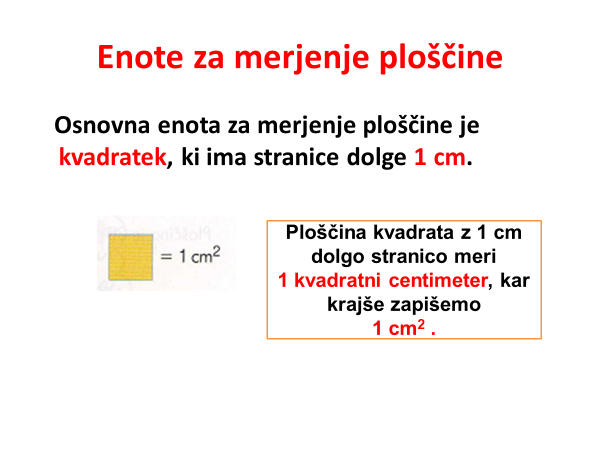 Enote za merjenje ploščine
Osnovna enota za merjenje ploščine je
kvadratek, ki ima stranice dolge 1 cm.
= 1 cm²
Ploščina kvadrata z 1 cm
dolgo stranico meri
1 kvadratni centimeter, kar
krajše zapišemo
1 cm² .